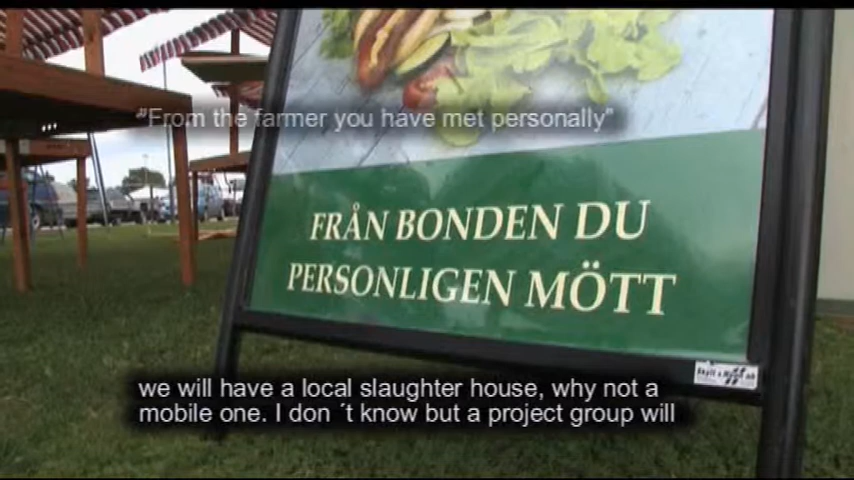 "From the farmer you have met personally"
FRÅN BONDEN DU
PERSONLIGEN MÖTT
we will have a local slaughter house, why not a
mobile one. I don ´t know but a project group will